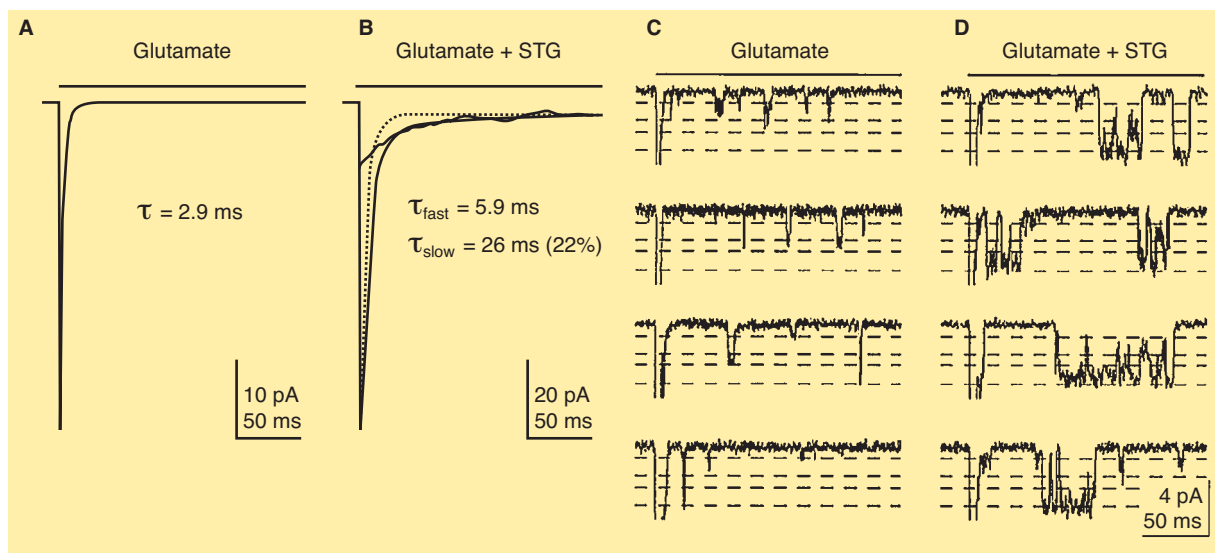 A
Glutamate
τ = 2.9 ms
10 pA
50 ms
B
Glutamate + STG
τfast = 5.9 ms
τslow = 26 ms (22%)
20 pA
50 ms
C
Glutamate
D
Glutamate + STG
4 pA
50 ms